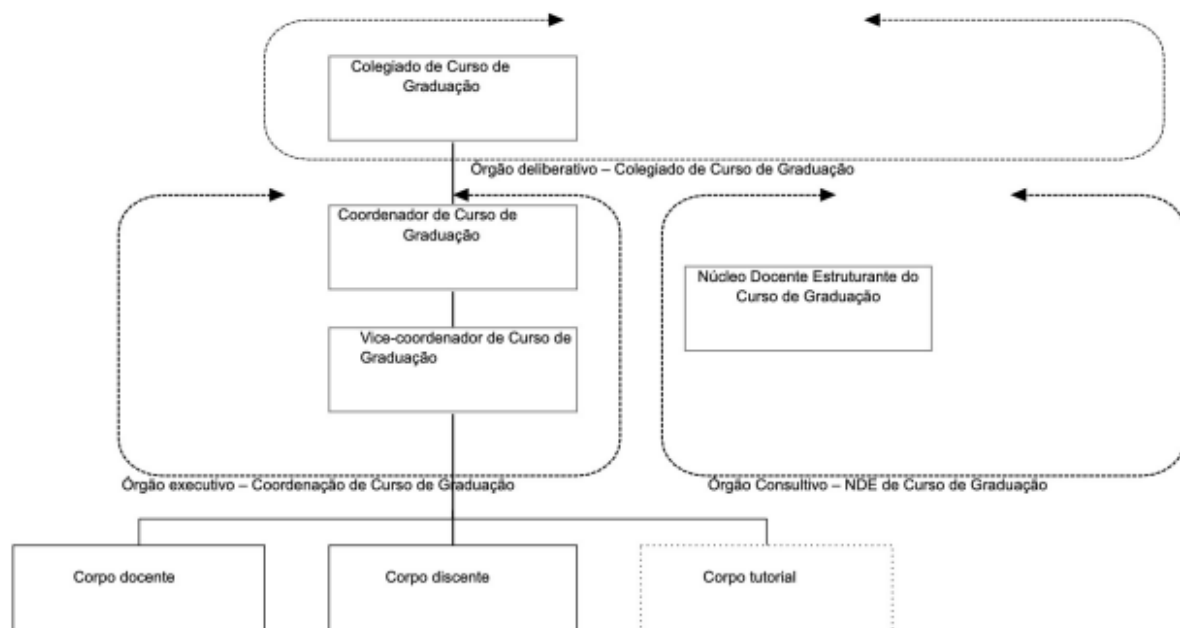 Colegiado de Curso de
Graduação
Órgão deliberativo – Colegiado de Curso de Graduação
Coordenador de Curso de
Graduação
Núcleo Docente Estruturante do
Curso de Graduação
Vice-coordenador de Curso de
Graduação
Órgão executivo – Coordenação de Curso de Graduação
Órgão Consultivo – NDE de Curso de Graduação
Corpo docente
Corpo discente
Corpo tutorial